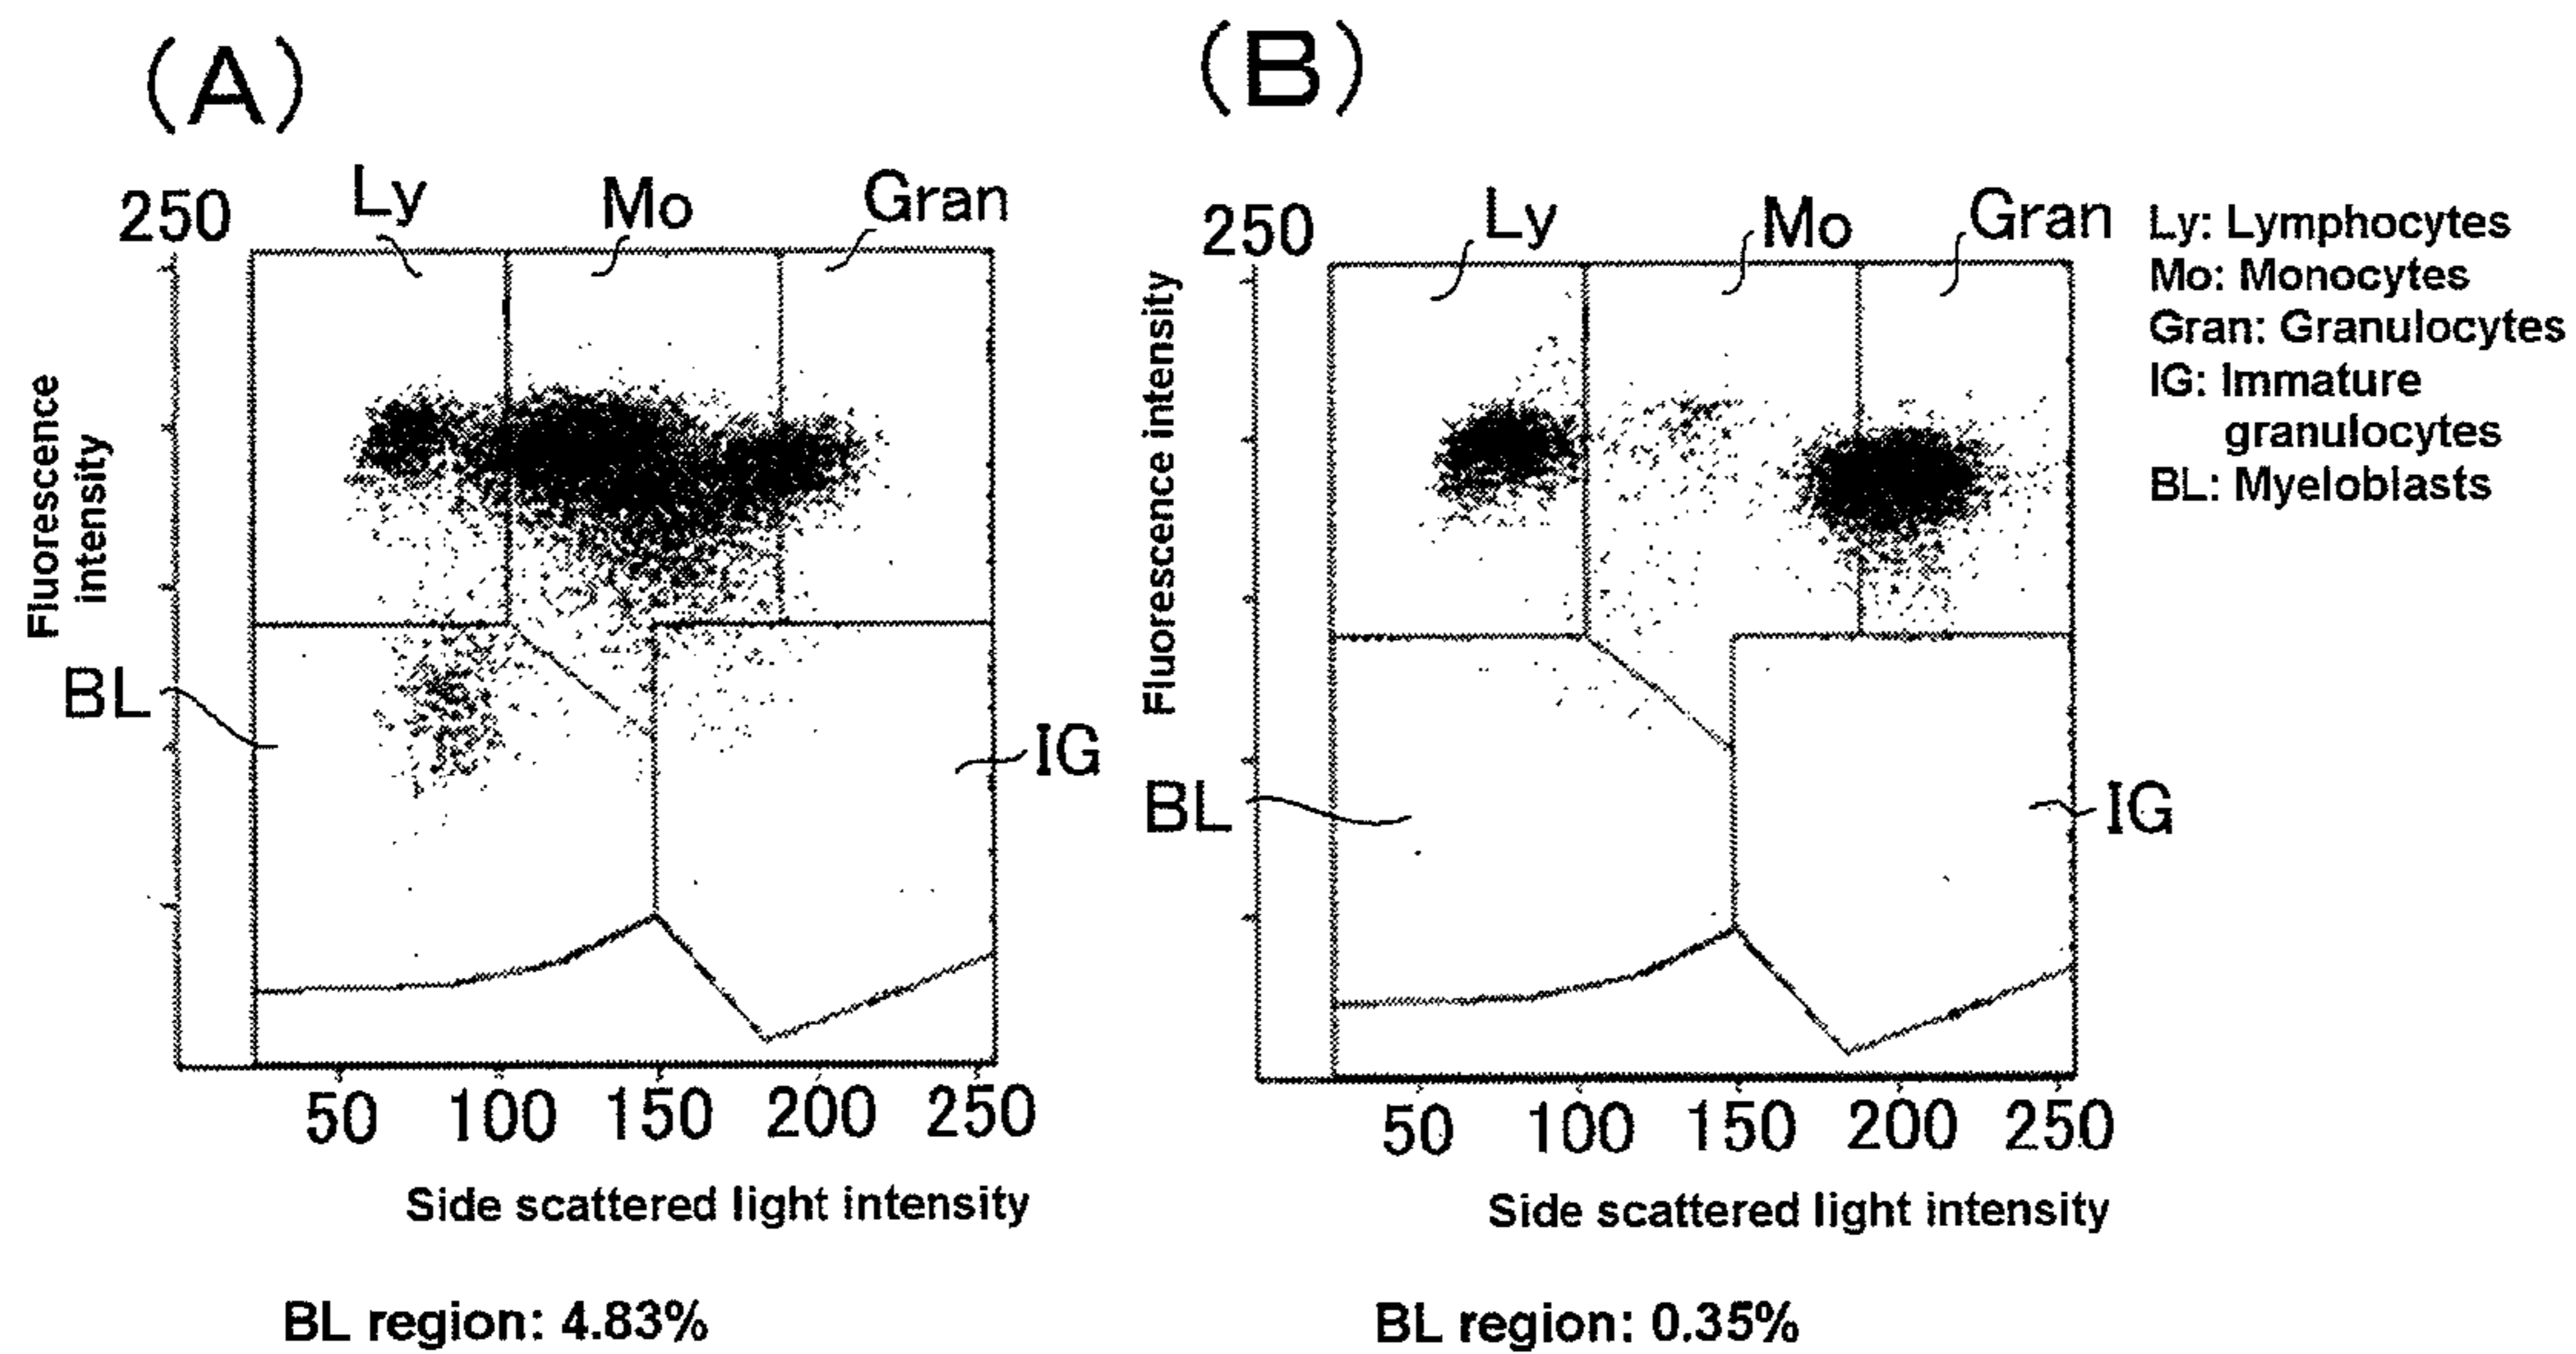 (A)
250
Ly
Mo
Gran
Fluorescence
intensity
BL
IG
50 100 150 200 250
Side scattered light intensity
BL region: 4.83%
(B)
250
Ly
Mo
Gran
Fluorescence intensity
BL
IG
50 100 150 200 250
Side scattered light intensity
BL region: 0.35%
Ly: Lymphocytes
Mo: Monocytes
Gran: Granulocytes
IG: Immature
granulocytes
BL: Myeloblasts